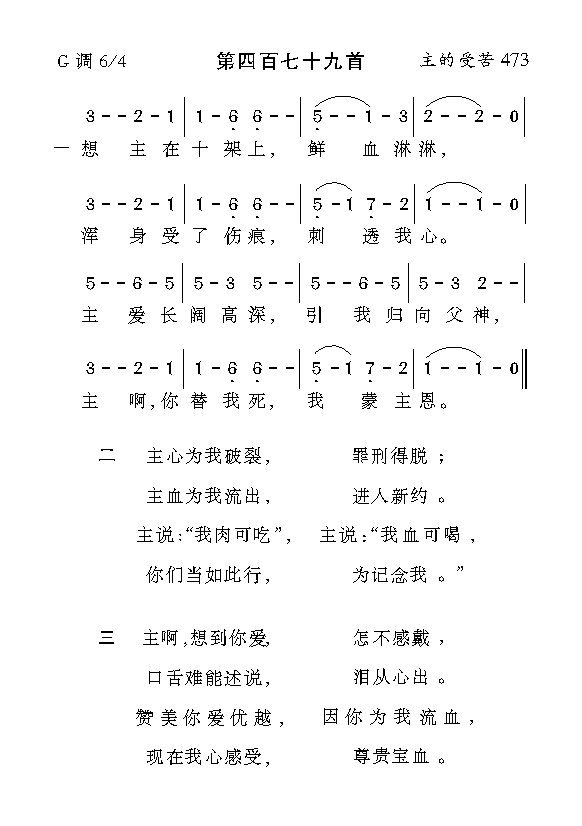 G 调 6/4 第四百七十九首 主的受苦 473
3 - - 2 - 1 | 1 - 6̣ 6̣ - - | 5̣ - - 1 - 3 | 2 - - 2 - 0 |
一 想 主 在 十 架 上， 鲜 血 淋 淋，
3 - - 2 - 1 | 1 - 6̣ 6̣ - - | 5̣ - 1 7̣ - 2 | 1 - - 1 - 0 |
浑 身 受 了 伤 痕， 刺 透 我 心。
5 - - 6 - 5 | 5 - 3 5 - - | 5 - - 6 - 5 | 5 - 3 2 - - |
主 爱 长 阔 高 深， 引 我 归 向 父 神，
3 - - 2 - 1 | 1 - 6̣ 6̣ - - | 5̣ - 1 7̣ - 2 | 1 - - 1 - 0 ‖
主 啊，你 替 我 死， 我 蒙 主 恩。
二 主心为我破裂， 罪刑得脱；
主血为我流出， 进入新约。
主说：“我肉可吃”， 主说：“我血可喝，
你们当如此行， 为记念我。”
三 主啊，想到你爱， 怎不感戴，
口舌难能述说， 泪从心出。
赞美你爱优越， 因你为我流血，
现在我心感受， 尊贵宝血。